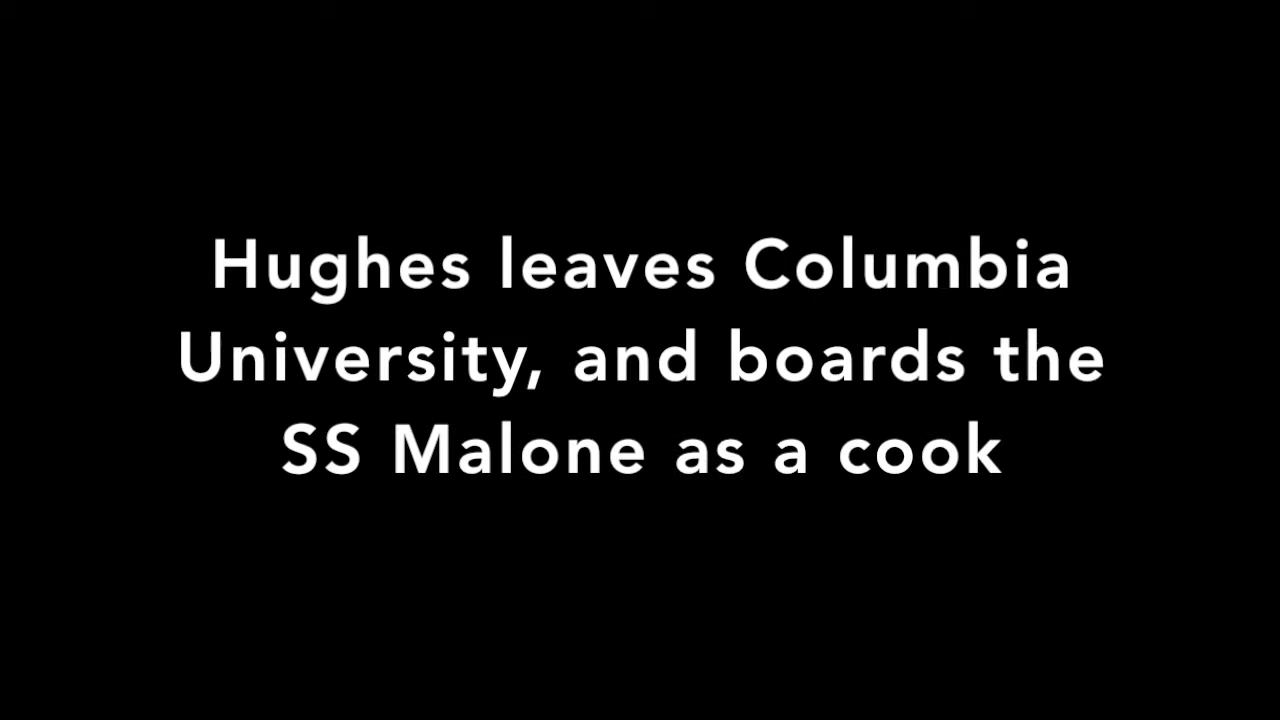 Hughes leaves Columbia
University, and boards the
SS Malone as a cook